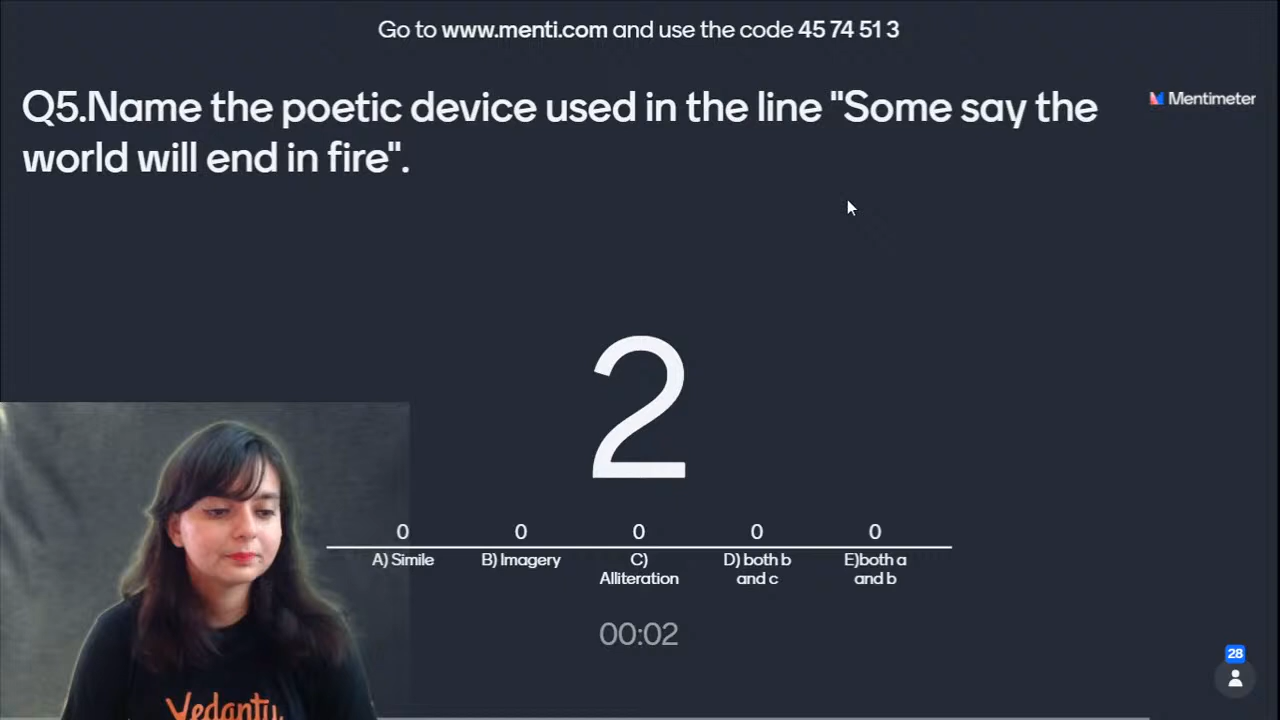 Go to www.menti.com and use the code 45 74 51 3
Q5.Name the poetic device used in the line "Some say the
world will end in fire".
Mentimeter
2
0 0 0 0 0
A) Simile B) Imagery C) D) both b E)both a
Alliteration and c and b
00:02
28
Vedantu